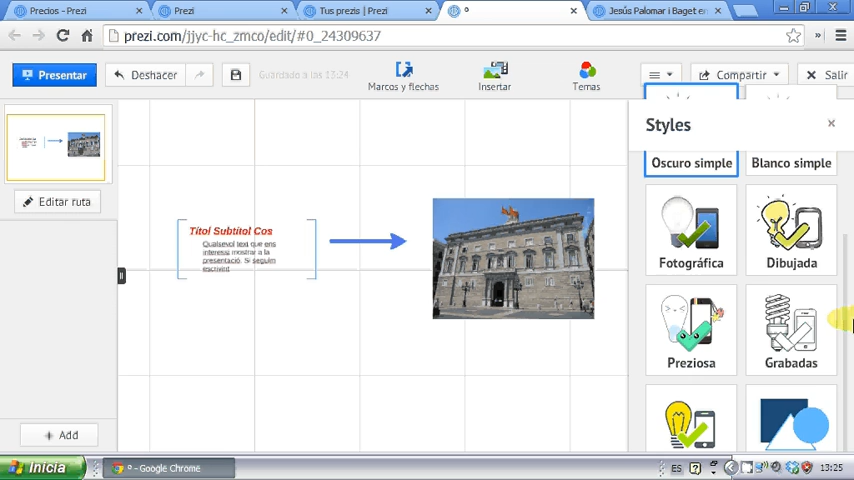 Precios - Prezi
Prezi
Tus prezis | Prezi
Jesús Palomar i Baget en
prezi.com/jjyc-hc_zmco/edit/#0_24309637
Presentar
Deshacer
Guardado a las 13:24
Marcos y flechas
Insertar
Temas
Compartir
Salir
Styles
Oscuro simple
Blanco simple
Editar ruta
Títol Subtítol Cos
Qualsevol text que ens
interessi mostrar a la
presentació. Si seguim
escrivint
Fotográfica
Dibujada
Preziosa
Grabadas
Add
Inicia
º - Google Chrome
ES
13:25